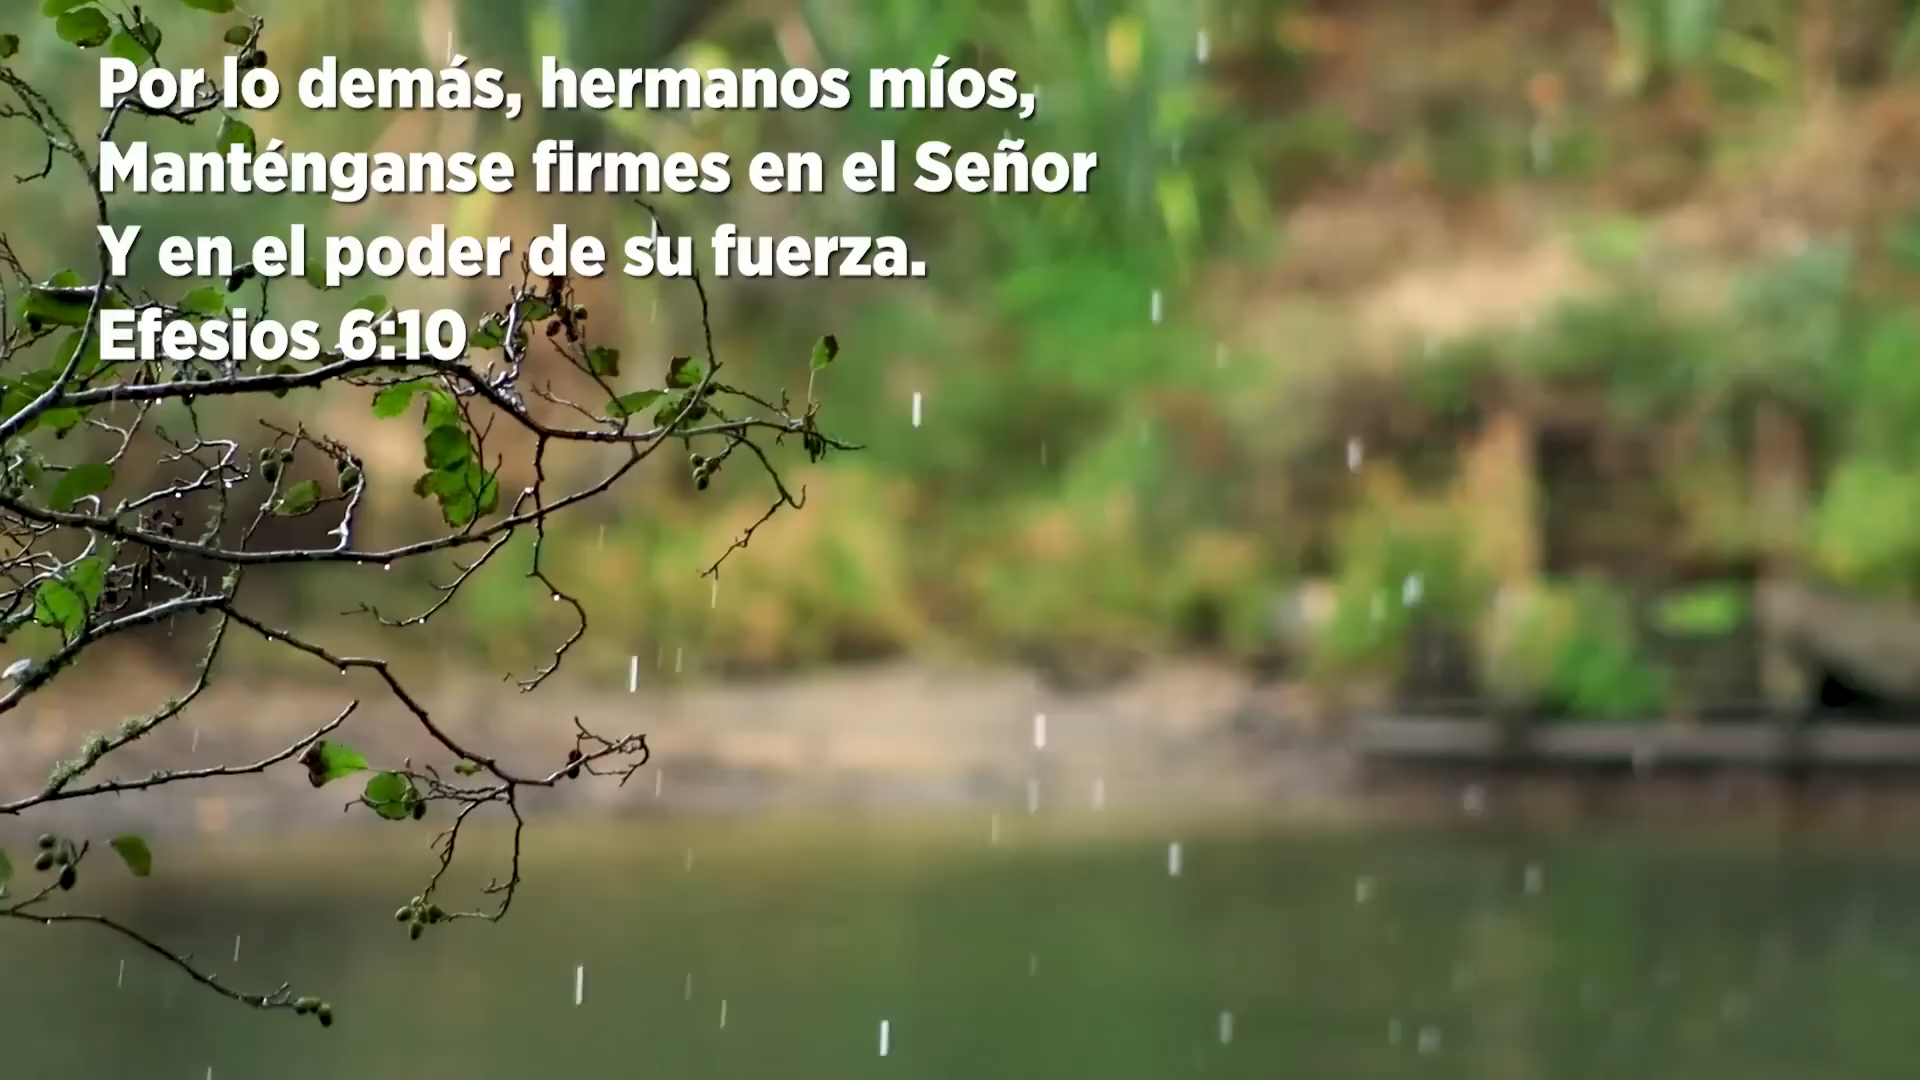 Por lo demás, hermanos míos,
Manténganse firmes en el Señor
Y en el poder de su fuerza.
Efesios 6:10